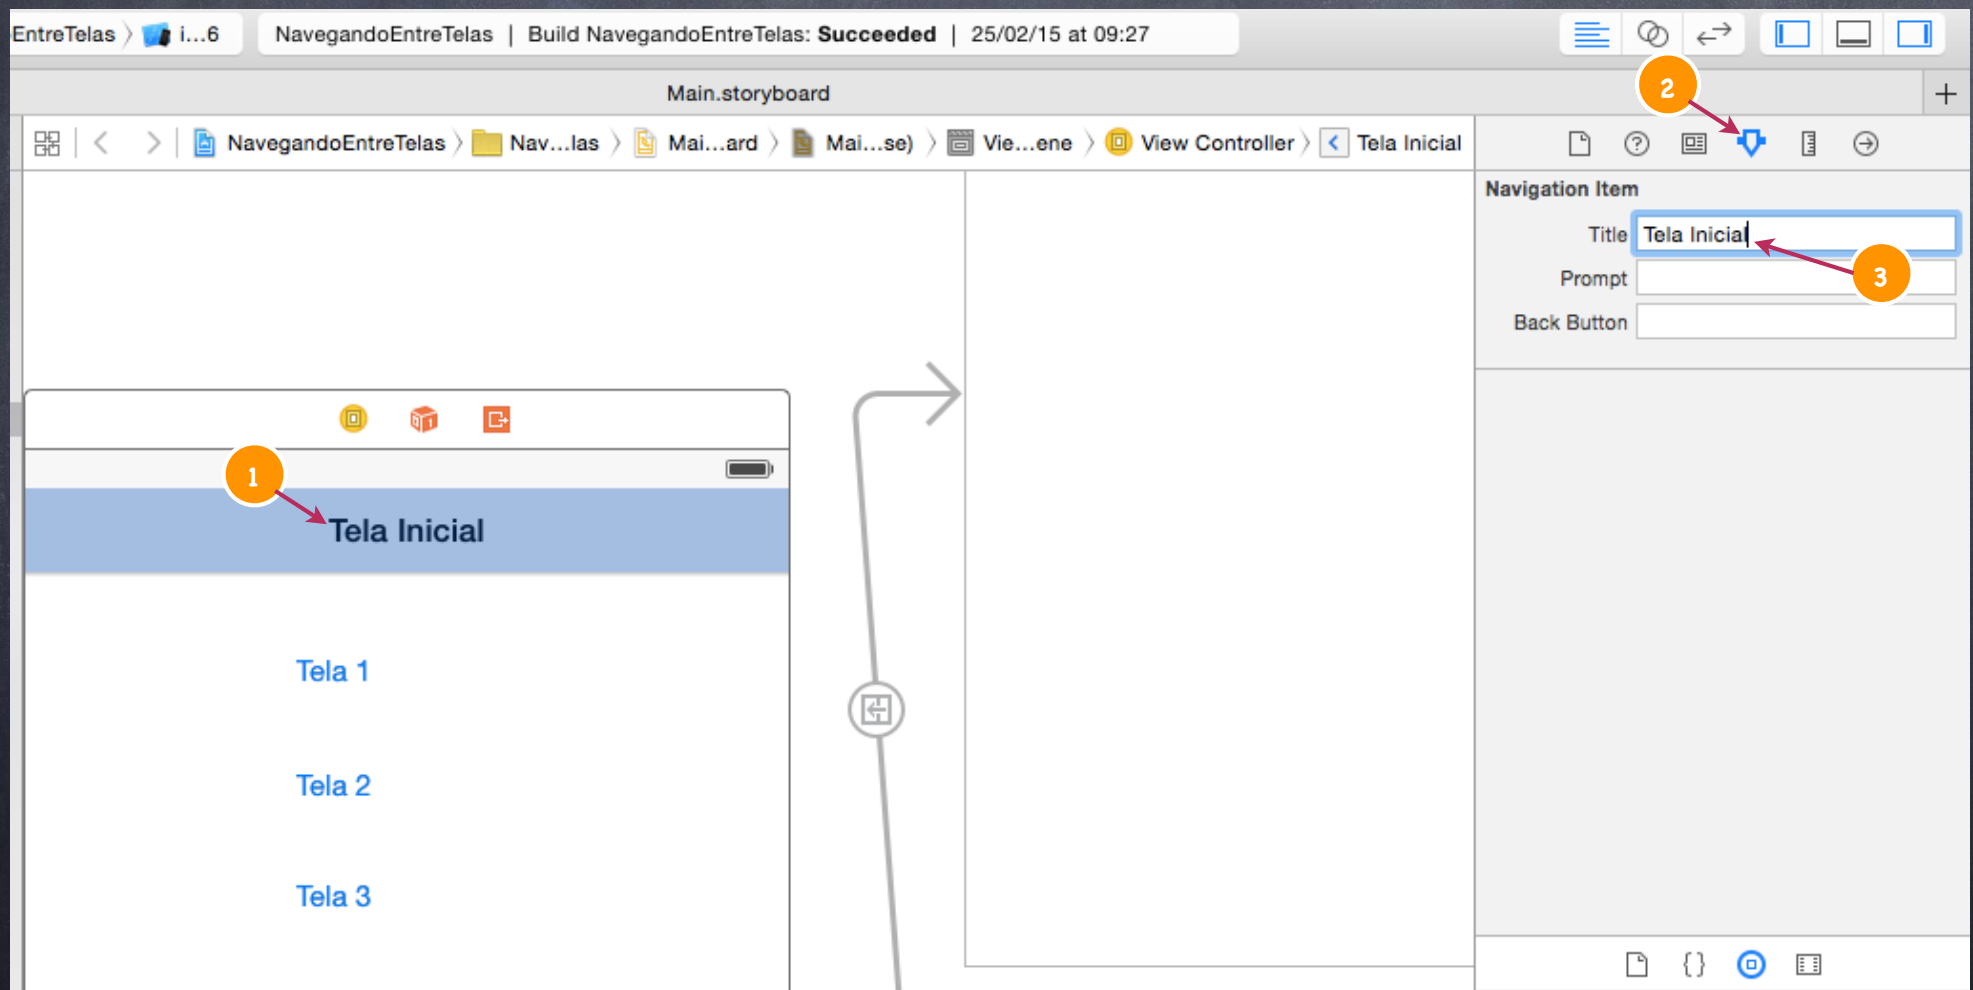 EntreTelas 〉 i...6
NavegandoEntreTelas | Build NavegandoEntreTelas: Succeeded | 25/02/15 at 09:27
Main.storyboard
2
NavegandoEntreTelas 〉 Nav...las 〉 Mai...ard 〉 Mai...se) 〉 Vie...ene 〉 View Controller 〉 Tela Inicial
Navigation Item
Title Tela Inicial
Prompt
3
Back Button
1
Tela Inicial
Tela 1
Tela 2
Tela 3